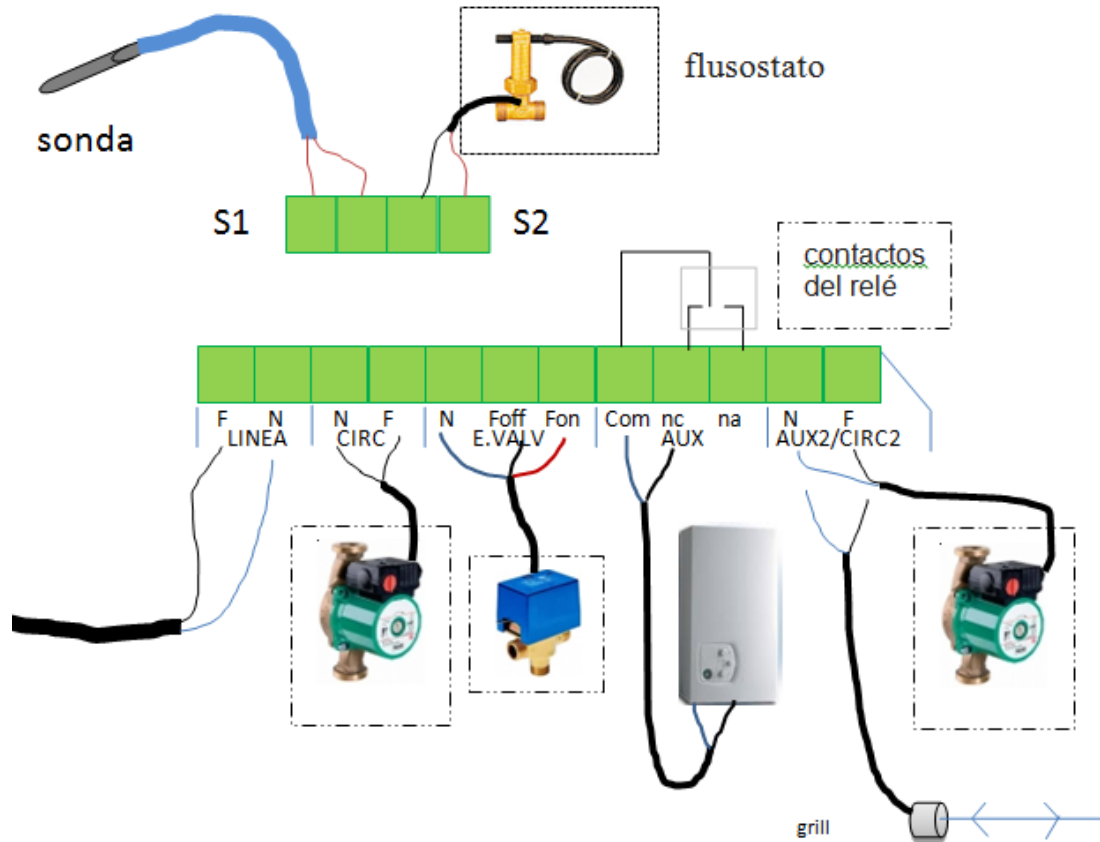 flusostato
sonda
S1
S2
contactos
del relé
F N N F N Foff Fon Com nc na N F
LINEA CIRC E.VALV AUX AUX2/CIRC2
grill